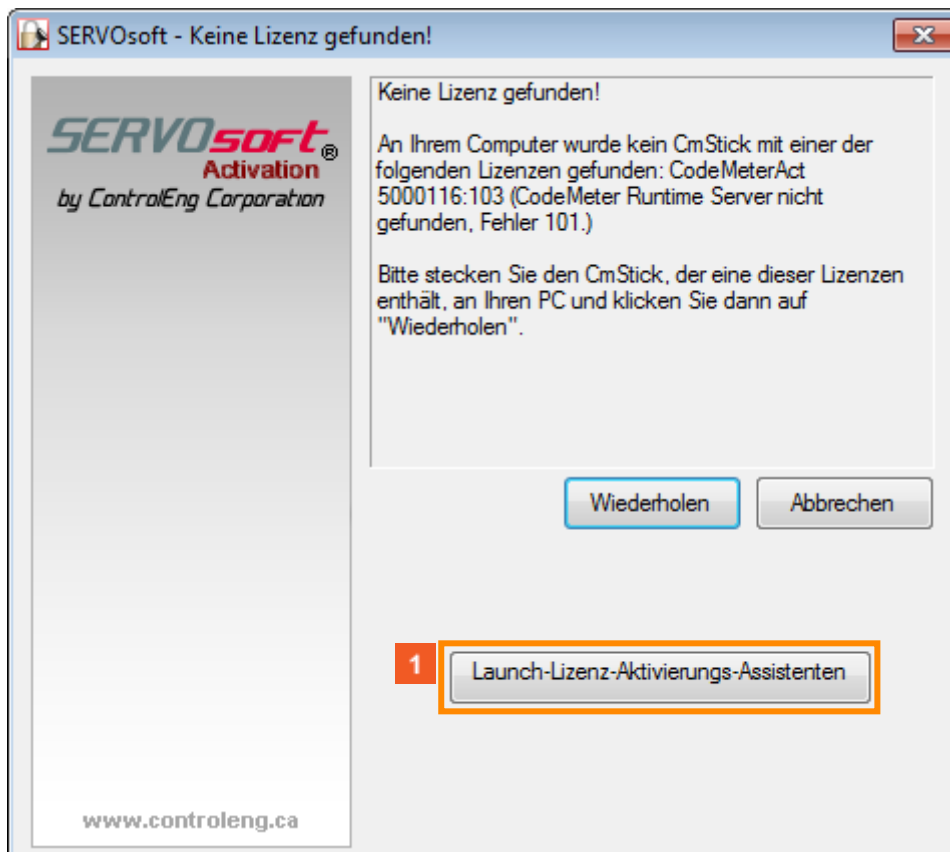 SERVOsoft - Keine Lizenz gefunden!
SERVOsoft®
Activation
by ControlEng Corporation
Keine Lizenz gefunden!
An Ihrem Computer wurde kein CmStick mit einer der
folgenden Lizenzen gefunden: CodeMeterAct
5000116:103 (CodeMeter Runtime Server nicht
gefunden, Fehler 101.)
Bitte stecken Sie den CmStick, der eine dieser Lizenzen
enthält, an Ihren PC und klicken Sie dann auf
"Wiederholen".
Wiederholen
Abbrechen
1
Launch-Lizenz-Aktivierungs-Assistenten
www.controleng.ca